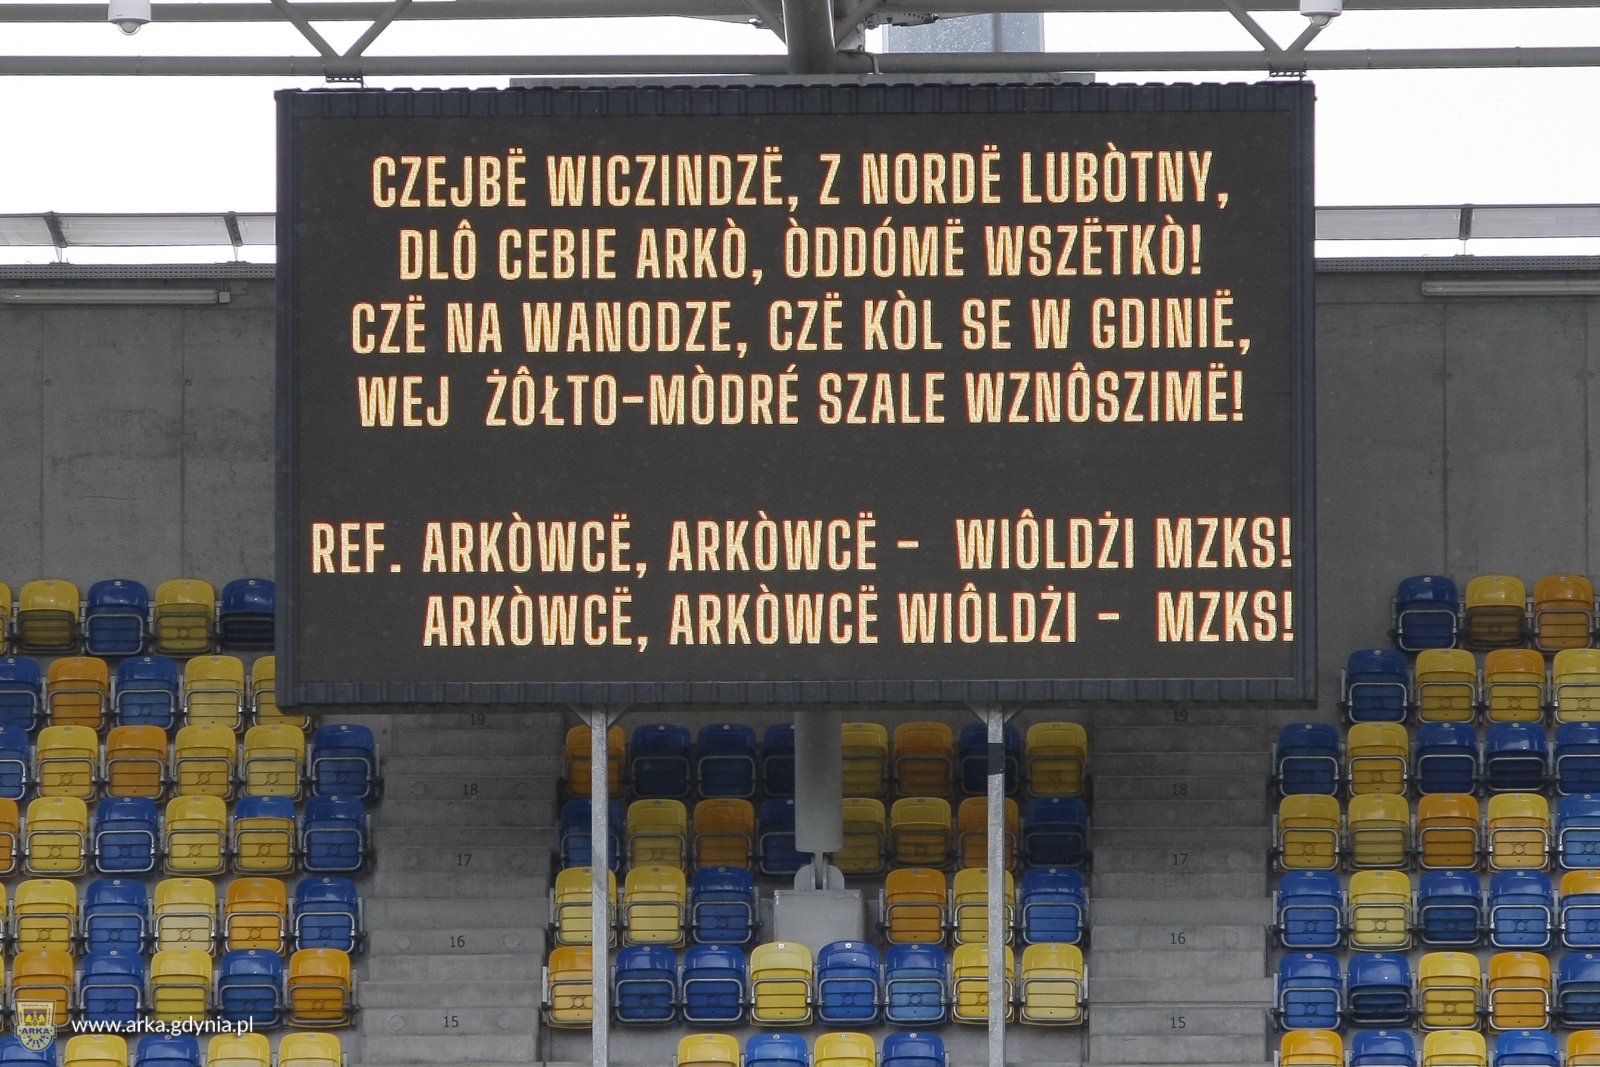 CZEJBË WICZINDZË, Z NORDË LUBÒTNY,
DLÔ CEBIE ARKÒ, ÒDDÓMË WSZËTKÒ!
CZË NA WANODZE, CZË KÒL SE W GDINIË,
WEJ ŻÔŁTO-MÒDRÉ SZALE WZNÔSZIMË!
REF. ARKÒWCË, ARKÒWCË - WIÔLDŻI MZKS!
ARKÒWCË, ARKÒWCË WIÔLDŻI - MZKS!
19 19
18 18
17 17
16 16
15 15
ARKA
www.arka.gdynia.pl